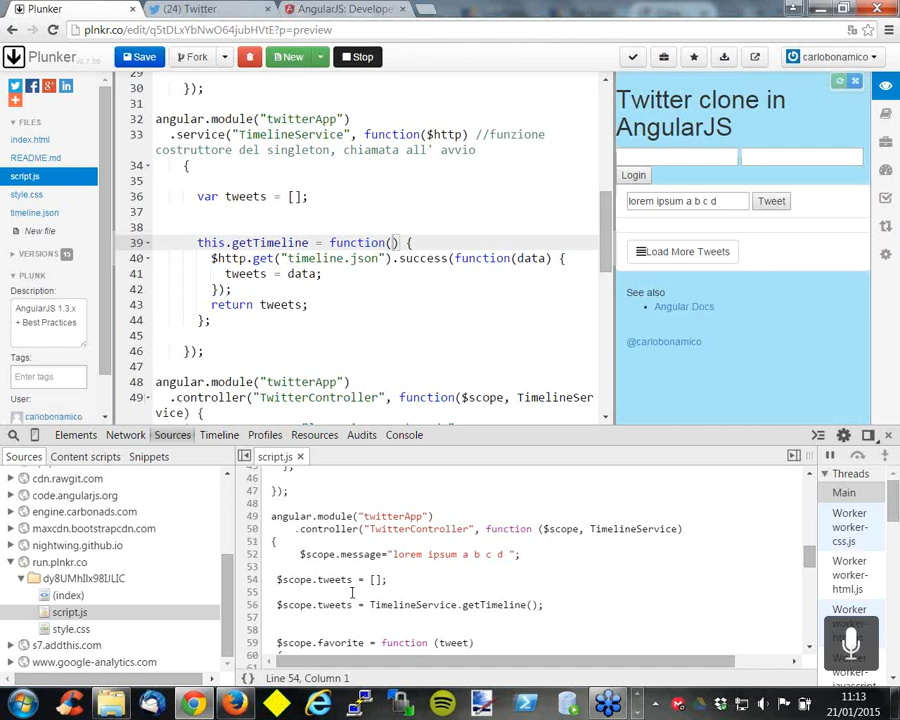 Plunker
(24) Twitter
AngularJS: Develope
plnkr.co/edit/q5tDLxYbNwO64jubHVtE?p=preview
Plunker v0.7.86
Save
Fork
New
Stop
carlobonamico
FILES
index.html
README.md
script.js
style.css
timeline.json
New file
VERSIONS 15
PLUNK
Description:
AngularJS 1.3.x
+ Best Practices
Tags:
Enter tags
User:
carlobonamico
29
30 });
31
32 angular.module("twitterApp")
33 .service("TimelineService", function($http) //funzione
costruttore del singleton, chiamata all' avvio
34 {
35
36 var tweets = [];
37
38
39 this.getTimeline = function() {
40 $http.get("timeline.json").success(function(data) {
41 tweets = data;
42 });
43 return tweets;
44 };
45
46 });
47
48 angular.module("twitterApp")
49 .controller("TwitterController", function($scope, TimelineSer
vice) {
Twitter clone in
AngularJS
Login
lorem ipsum a b c d
Tweet
Load More Tweets
See also
Angular Docs
@carlobonamico
Elements Network Sources Timeline Profiles Resources Audits Console
Sources Content scripts Snippets
cdn.rawgit.com
code.angularjs.org
engine.carbonads.com
maxcdn.bootstrapcdn.com
nightwing.github.io
run.plnkr.co
dy8UMhIlx98IJLIC
(index)
script.js
style.css
s7.addthis.com
www.google-analytics.com
script.js
45 };
46
47 });
48
49 angular.module("twitterApp")
50 .controller("TwitterController", function ($scope, TimelineService)
51 {
52 $scope.message="lorem ipsum a b c d ";
53
54 $scope.tweets = [];
55
56 $scope.tweets = TimelineService.getTimeline();
57
58
59 $scope.favorite = function (tweet)
60 {
61
{} Line 54, Column 1
Threads
Main
Worker
worker-
css.js
Worker
worker-
html.js
Worker
worker-
javascript
11:13
21/01/2015